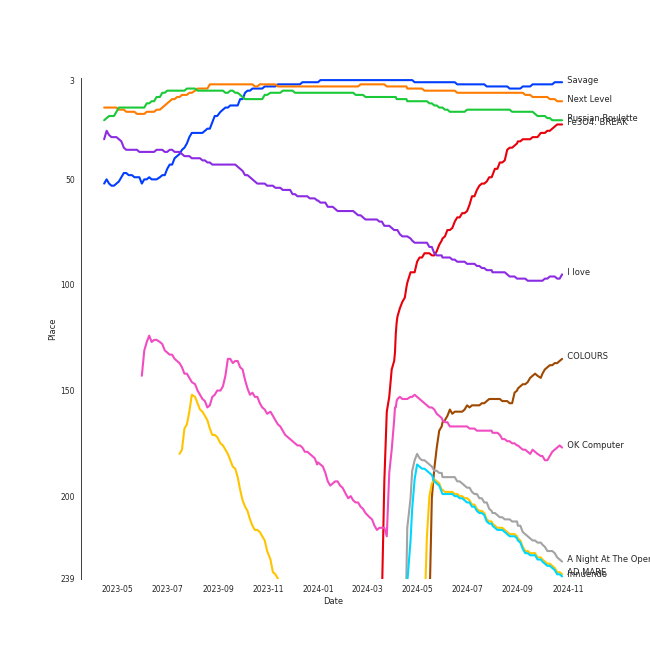 3
50
100
150
200
239
Place
2023-05
2023-07
2023-09
2023-11
2024-01
2024-03
2024-05
2024-07
2024-09
2024-11
Date
Savage
Next Level
Russian Roulette
Fe3O4: BREAK
I love
COLOURS
OK Computer
A Night At The Oper
AD MARE
Innuendo